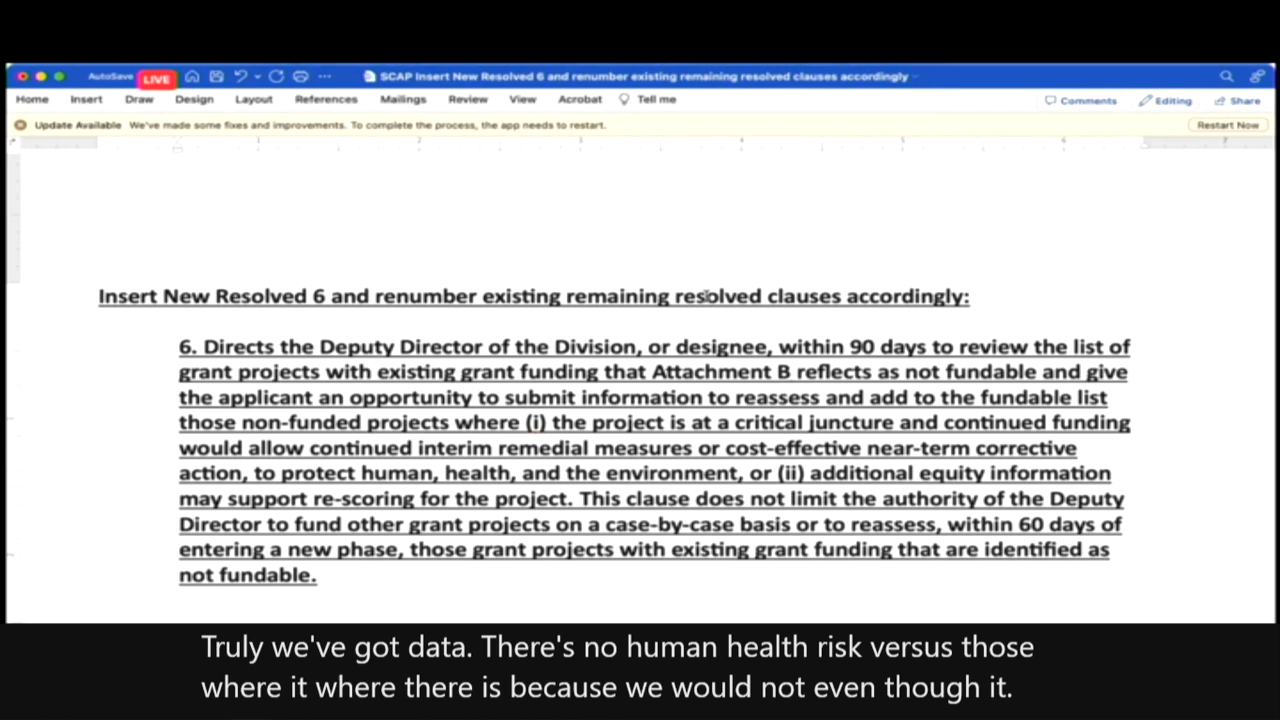 AutoSave LIVE SCAP Insert New Resolved 6 and renumber existing remaining resolved clauses accordingly
Home Insert Draw Design Layout References Mailings Review View Acrobat Tell me Comments Editing Share
Update Available We've made some fixes and improvements. To complete the process, the app needs to restart. Restart Now
1 2 3 4 5 6 7
Insert New Resolved 6 and renumber existing remaining resolved clauses accordingly:
6. Directs the Deputy Director of the Division, or designee, within 90 days to review the list of
grant projects with existing grant funding that Attachment B reflects as not fundable and give
the applicant an opportunity to submit information to reassess and add to the fundable list
those non-funded projects where (i) the project is at a critical juncture and continued funding
would allow continued interim remedial measures or cost-effective near-term corrective
action, to protect human, health, and the environment, or (ii) additional equity information
may support re-scoring for the project. This clause does not limit the authority of the Deputy
Director to fund other grant projects on a case-by-case basis or to reassess, within 60 days of
entering a new phase, those grant projects with existing grant funding that are identified as
not fundable.
Truly we've got data. There's no human health risk versus those
where it where there is because we would not even though it.